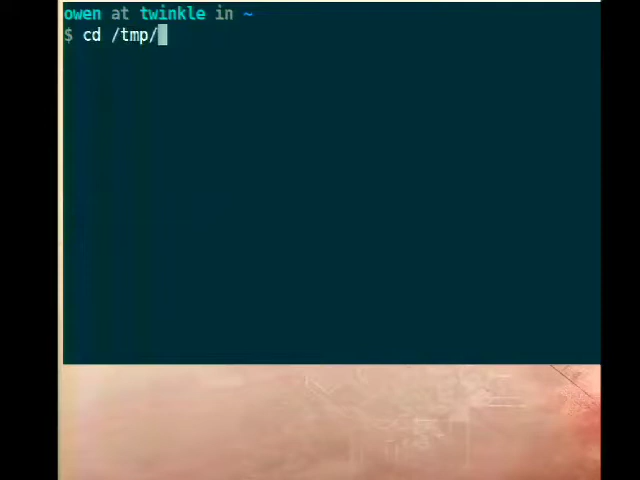 owen at twinkle in ~
$ cd /tmp/